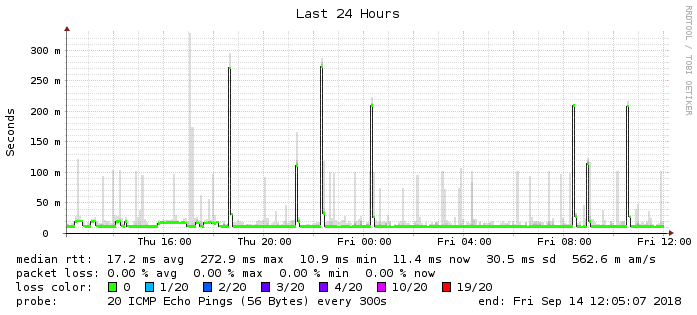 Last 24 Hours
RRDTOOL / TOBI OETIKER
Seconds
300 m
250 m
200 m
150 m
100 m
50 m
0
Thu 16:00 Thu 20:00 Fri 00:00 Fri 04:00 Fri 08:00 Fri 12:00
median rtt: 17.2 ms avg 272.9 ms max 10.9 ms min 11.4 ms now 30.5 ms sd 562.6 m am/s
packet loss: 0.00 % avg 0.00 % max 0.00 % min 0.00 % now
loss color: 0 1/20 2/20 3/20 4/20 10/20 19/20
probe: 20 ICMP Echo Pings (56 Bytes) every 300s end: Fri Sep 14 12:05:07 2018